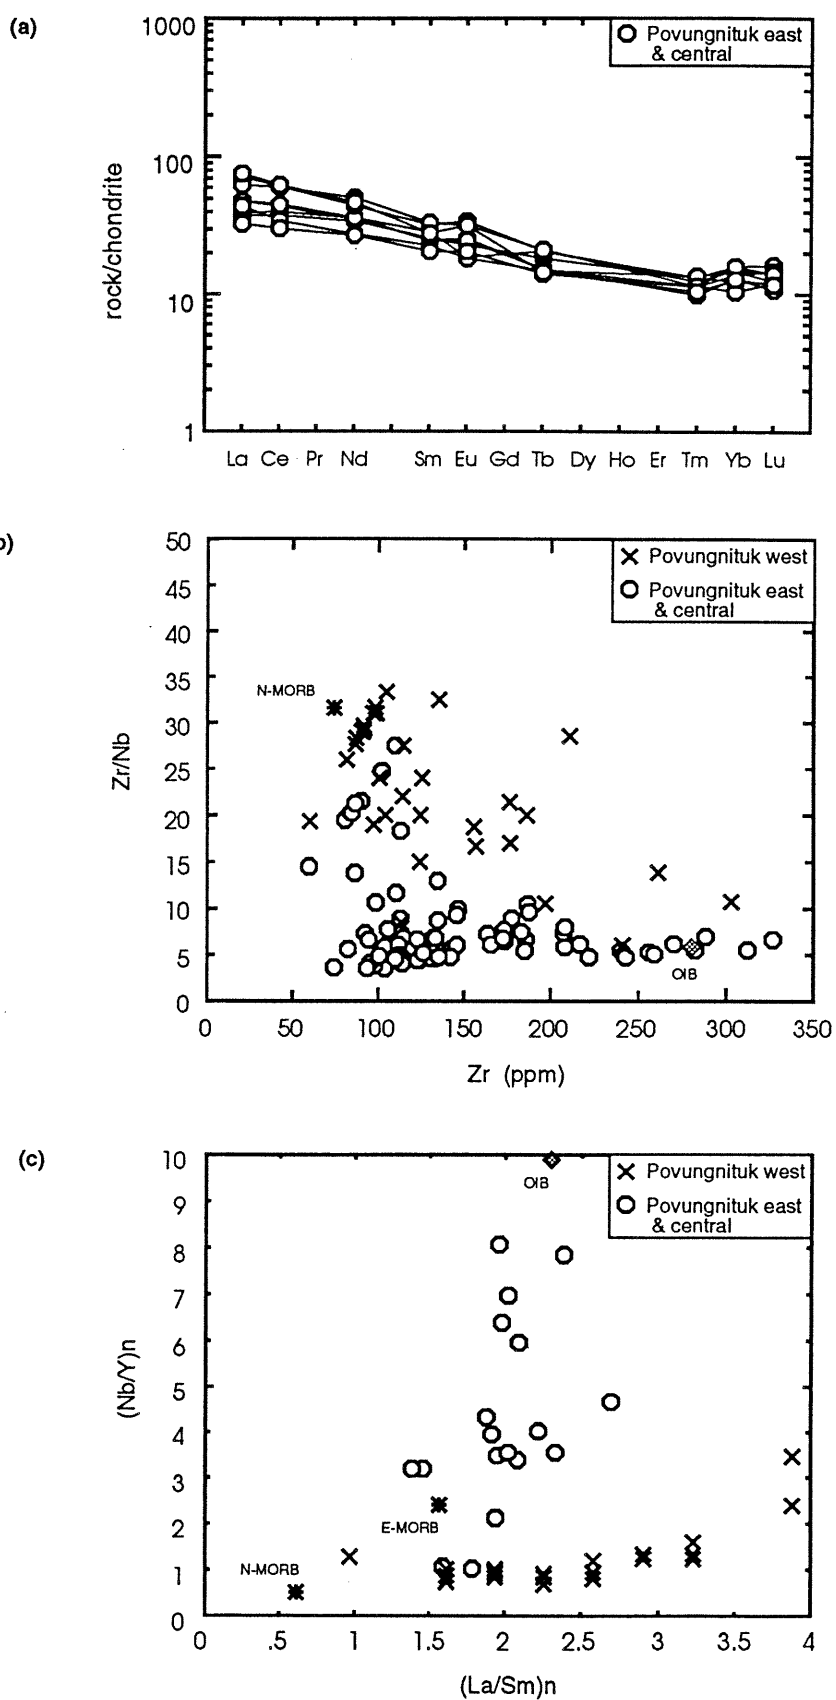 (a)
1000
100
10
1
rock/chondrite
Povungnituk east
& central
La Ce Pr Nd Sm Eu Gd Tb Dy Ho Er Tm Yb Lu
)
50
45
40
35
30
25
20
15
10
5
0
Zr/Nb
Povungnituk west
Povungnituk east
& central
N-MORB
OIB
0 50 100 150 200 250 300 350
Zr (ppm)
(c)
10
9
8
7
6
5
4
3
2
1
0
(Nb/Y)n
Povungnituk west
Povungnituk east
& central
OIB
E-MORB
N-MORB
0 .5 1 1.5 2 2.5 3 3.5 4
(La/Sm)n